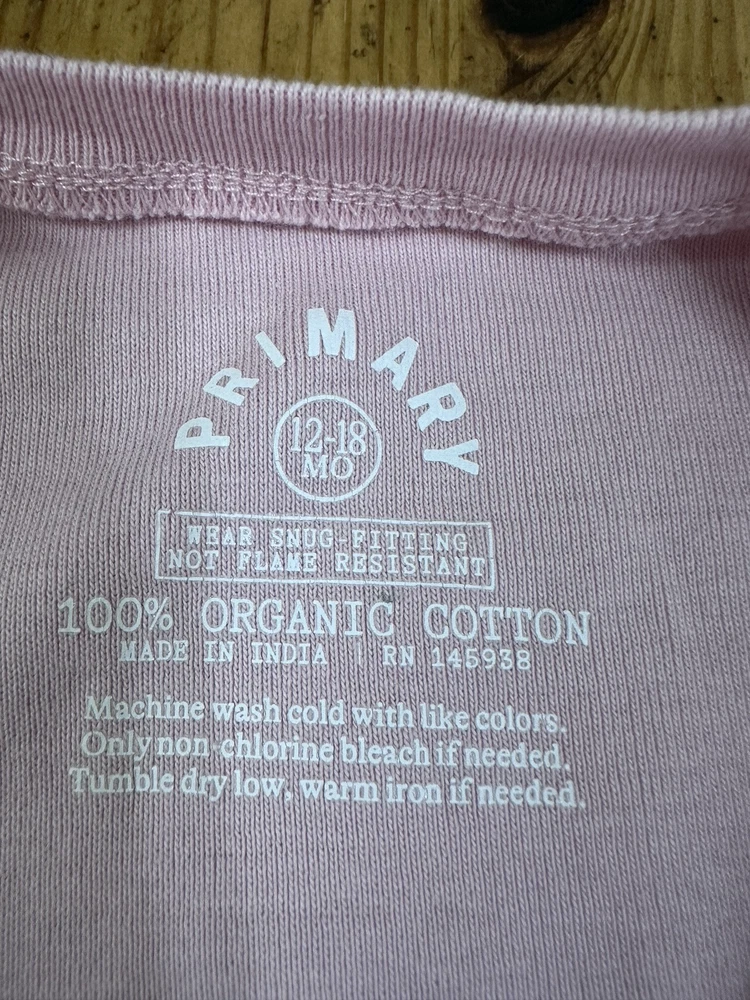 PRIMARY
12-18
MO
WEAR SNUG-FITTING
NOT FLAME RESISTANT
100% ORGANIC COTTON
MADE IN INDIA | RN 145938
Machine wash cold with like colors.
Only non-chlorine bleach if needed.
Tumble dry low, warm iron if needed.